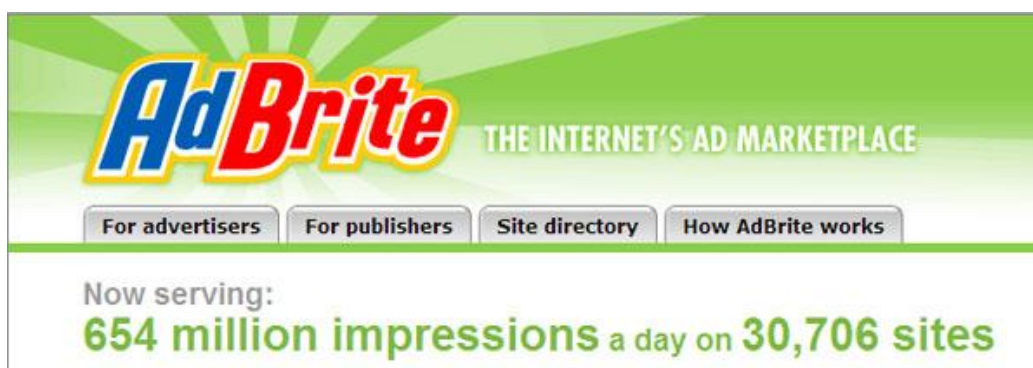 AdBrite THE INTERNET'S AD MARKETPLACE
For advertisers For publishers Site directory How AdBrite works
Now serving:
654 million impressions a day on 30,706 sites